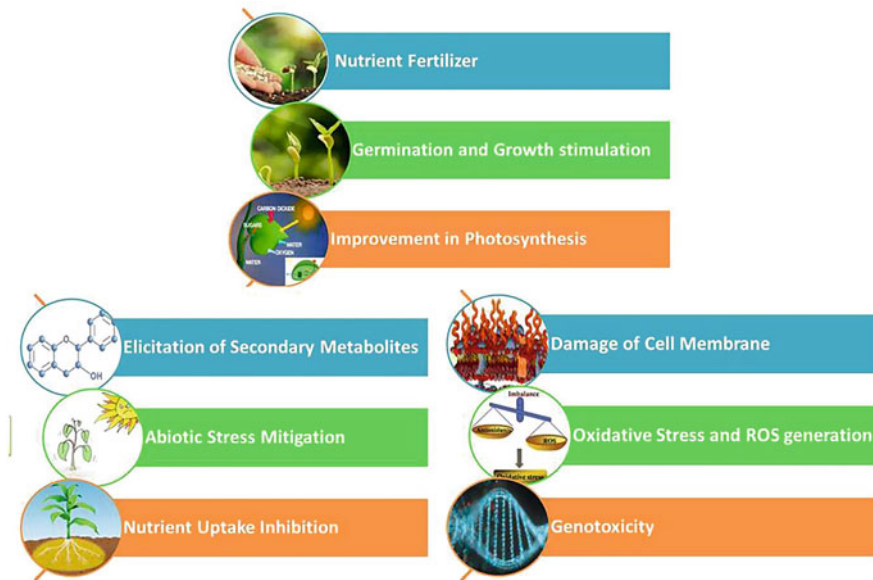 Nutrient Fertilizer
Germination and Growth stimulation
CARBON DIOXIDE
SUGARS
WATER
OXYGEN
WATER
Improvement in Photosynthesis
O
OH
Elicitation of Secondary Metabolites
Abiotic Stress Mitigation
Nutrient Uptake Inhibition
Damage of Cell Membrane
Imbalance
ROS
Oxidative stress
Oxidative Stress and ROS generation
Genotoxicity